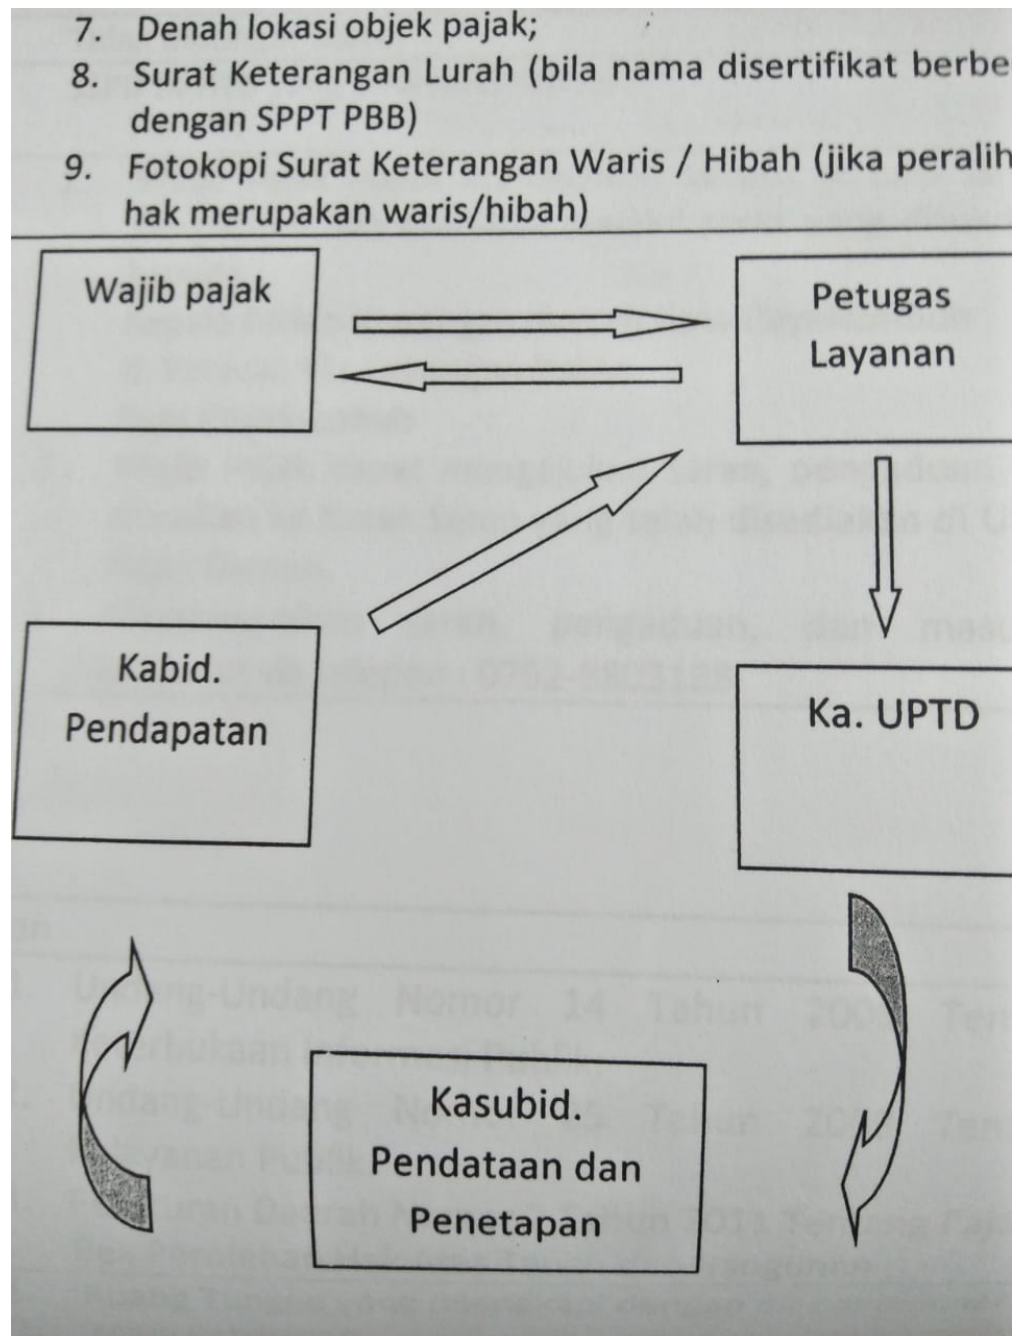 7. Denah lokasi objek pajak;
8. Surat Keterangan Lurah (bila nama disertifikat berbe
dengan SPPT PBB)
9. Fotokopi Surat Keterangan Waris / Hibah (jika peralih
hak merupakan waris/hibah)
Wajib pajak
Petugas
Layanan
Kabid.
Pendapatan
Ka. UPTD
Kasubid.
Pendataan dan
Penetapan